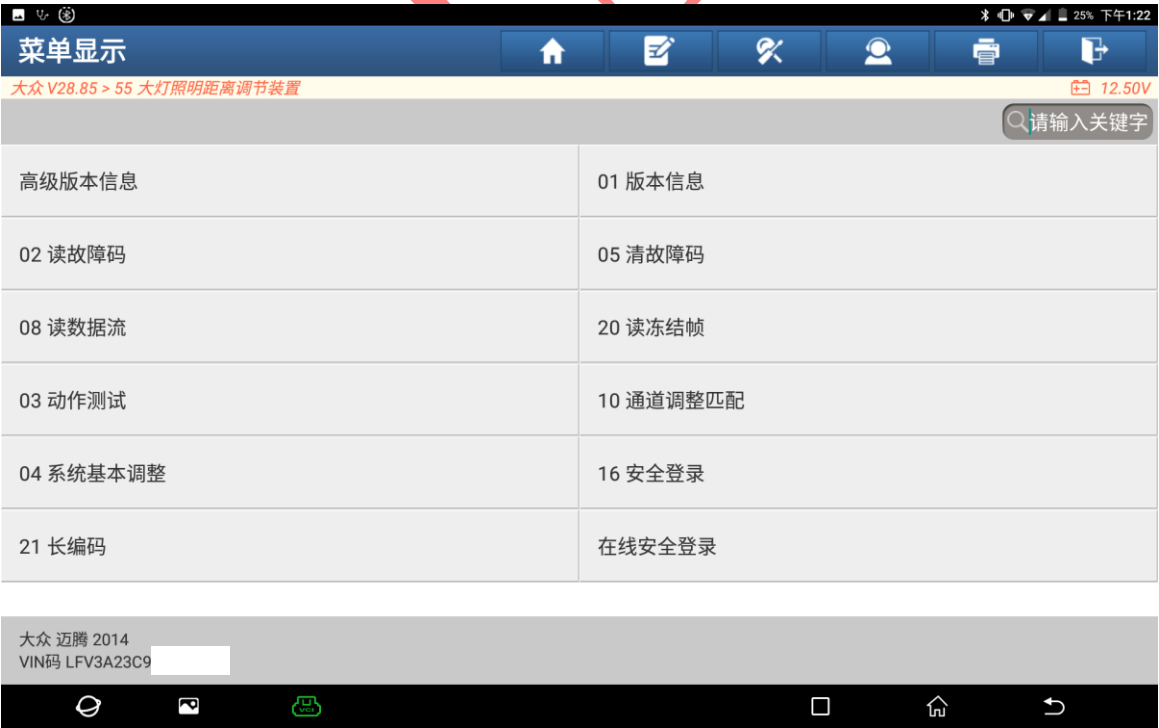 25% 下午1:22
菜单显示
大众 V28.85 > 55 大灯照明距离调节装置 12.50V
请输入关键字
高级版本信息 01 版本信息
02 读故障码 05 清故障码
08 读数据流 20 读冻结帧
03 动作测试 10 通道调整匹配
04 系统基本调整 16 安全登录
21 长编码 在线安全登录
大众 迈腾 2014
VIN码 LFV3A23C9
VCI